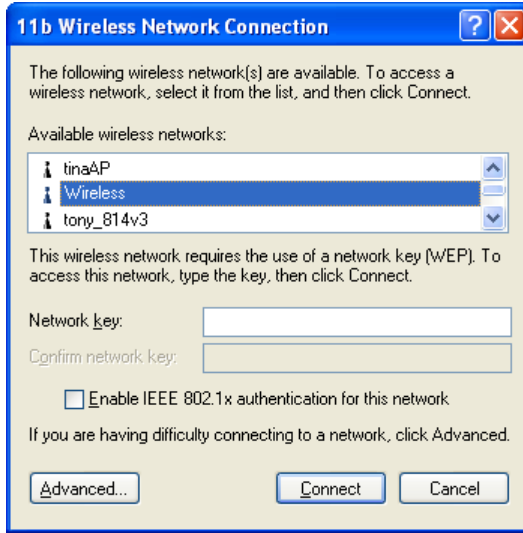 11b Wireless Network Connection
The following wireless network(s) are available. To access a
wireless network, select it from the list, and then click Connect.
Available wireless networks:
tinaAP
Wireless
tony_814v3
This wireless network requires the use of a network key (WEP). To
access this network, type the key, then click Connect.
Network key:
Confirm network key:
Enable IEEE 802.1x authentication for this network
If you are having difficulty connecting to a network, click Advanced.
Advanced... Connect Cancel